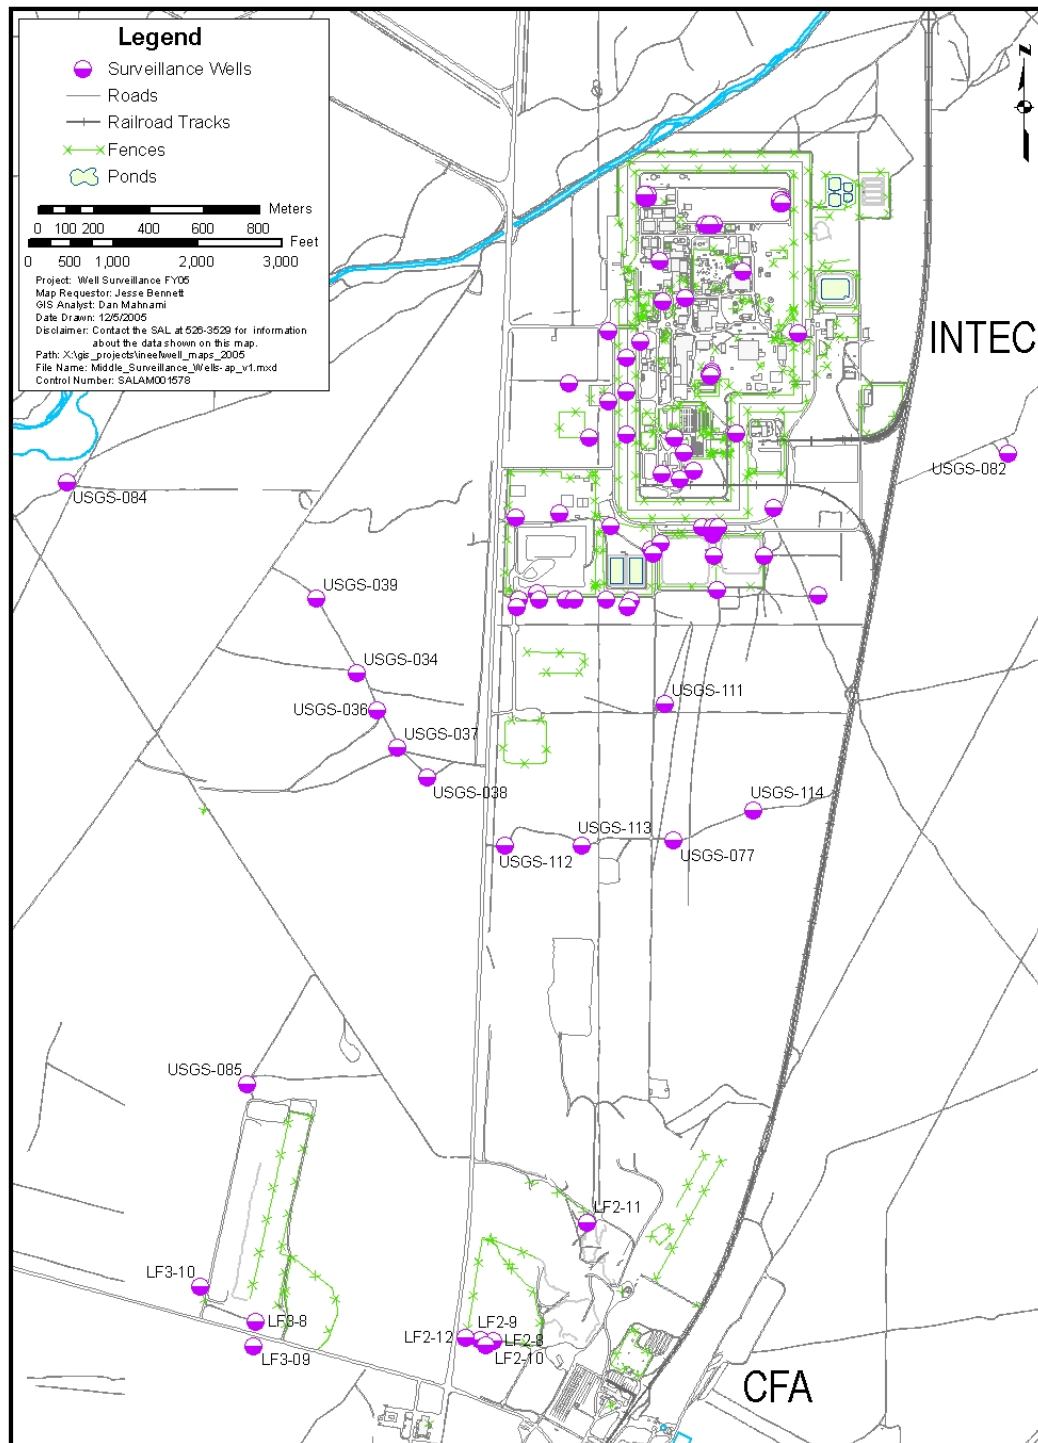 Legend
Surveillance Wells
Roads
Railroad Tracks
Fences
Ponds
Meters
0 100 200 400 600 800
Feet
0 500 1,000 2,000 3,000
Project: Well Surveillance FY05
Map Requestor: Jesse Bennett
GIS Analyst: Dan Mahnami
Date Drawn: 12/5/2005
Disclaimer: Contact the SAL at 526-3529 for information
about the data shown on this map.
Path: X:\gis_projects\ineel\well_maps_2005
File Name: Middle_Surveillance_Wells-ap_v1.mxd
Control Number: SALAM001578
N
INTEC
USGS-082
USGS-084
USGS-039
USGS-034
USGS-111
USGS-036
USGS-037
USGS-038
USGS-114
USGS-113
USGS-112
USGS-077
USGS-085
LF2-11
LF3-10
LF3-8
LF2-9
LF2-12
LF2-8
LF3-09
LF2-10
CFA